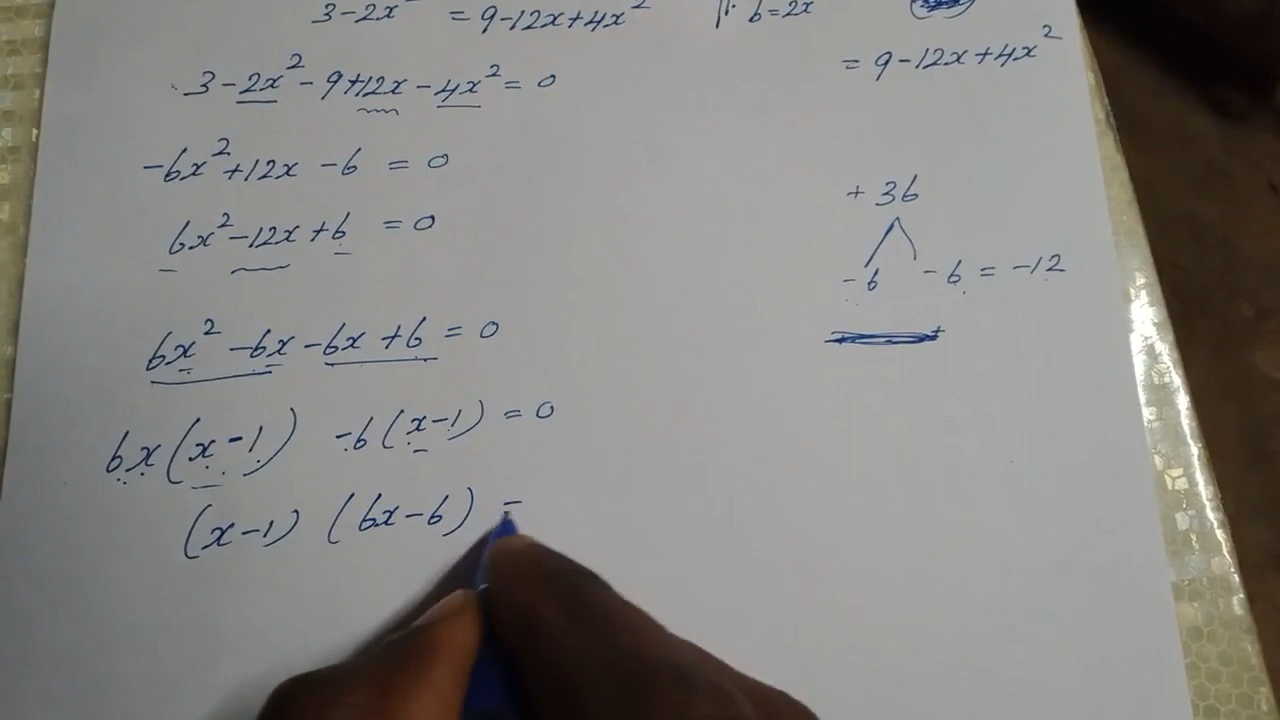 3-2x² = 9-12x+4x² b=2x
= 9-12x+4x²
3-2x²-9+12x-4x²=0
-6x²+12x-6 = 0
6x²-12x+6 = 0
+36
-6 -6 = -12
6x²-6x-6x+6 = 0
6x(x-1) -6(x-1) = 0
(x-1) (6x-6) =